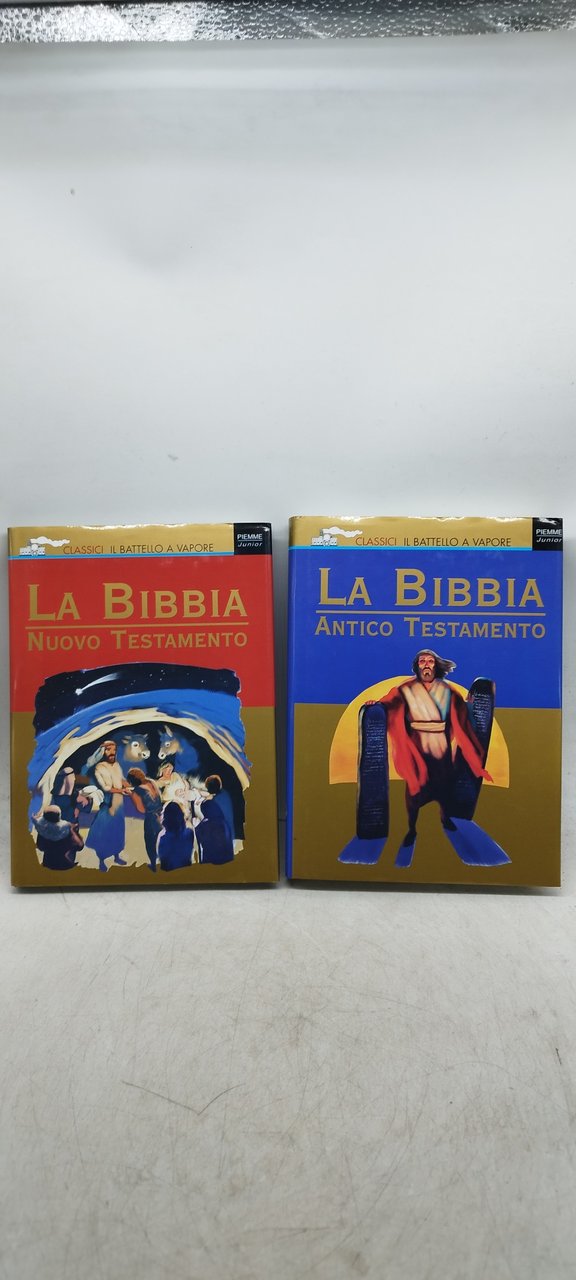 CLASSICI IL BATTELLO A VAPORE
PIEMME
Junior
LA BIBBIA
NUOVO TESTAMENTO
CLASSICI IL BATTELLO A VAPORE
PIEMME
Junior
LA BIBBIA
ANTICO TESTAMENTO